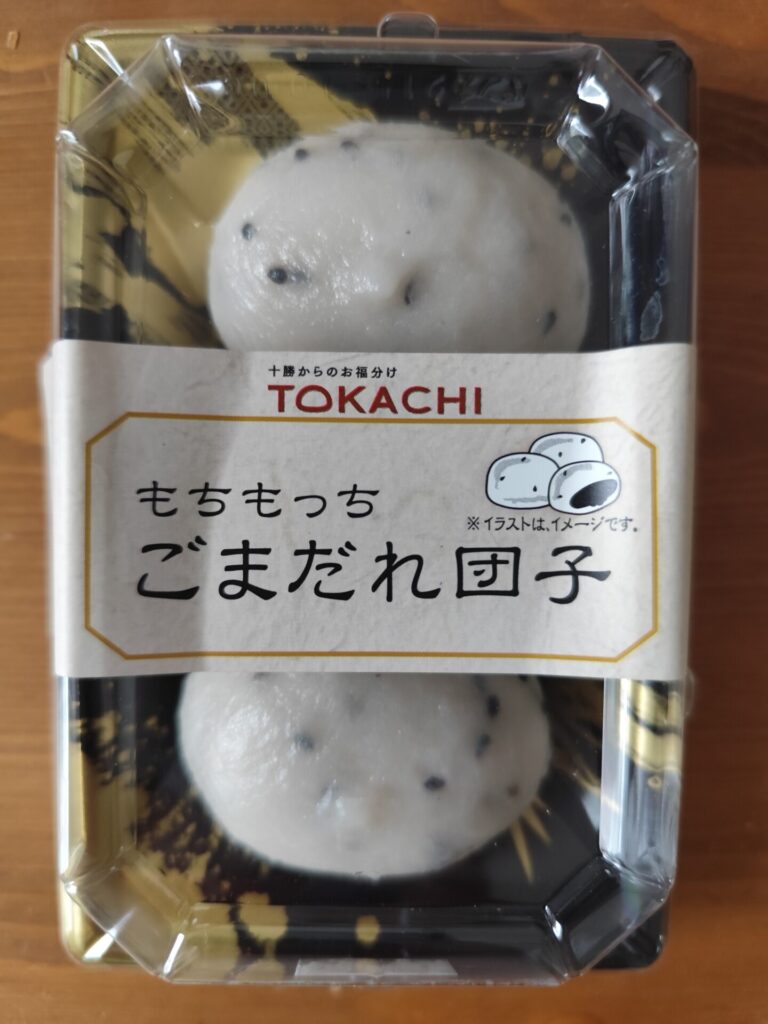 十勝からのお福分け
TOKACHI
もちもっち
※イラストは、イメージです。
ごまだれ団子